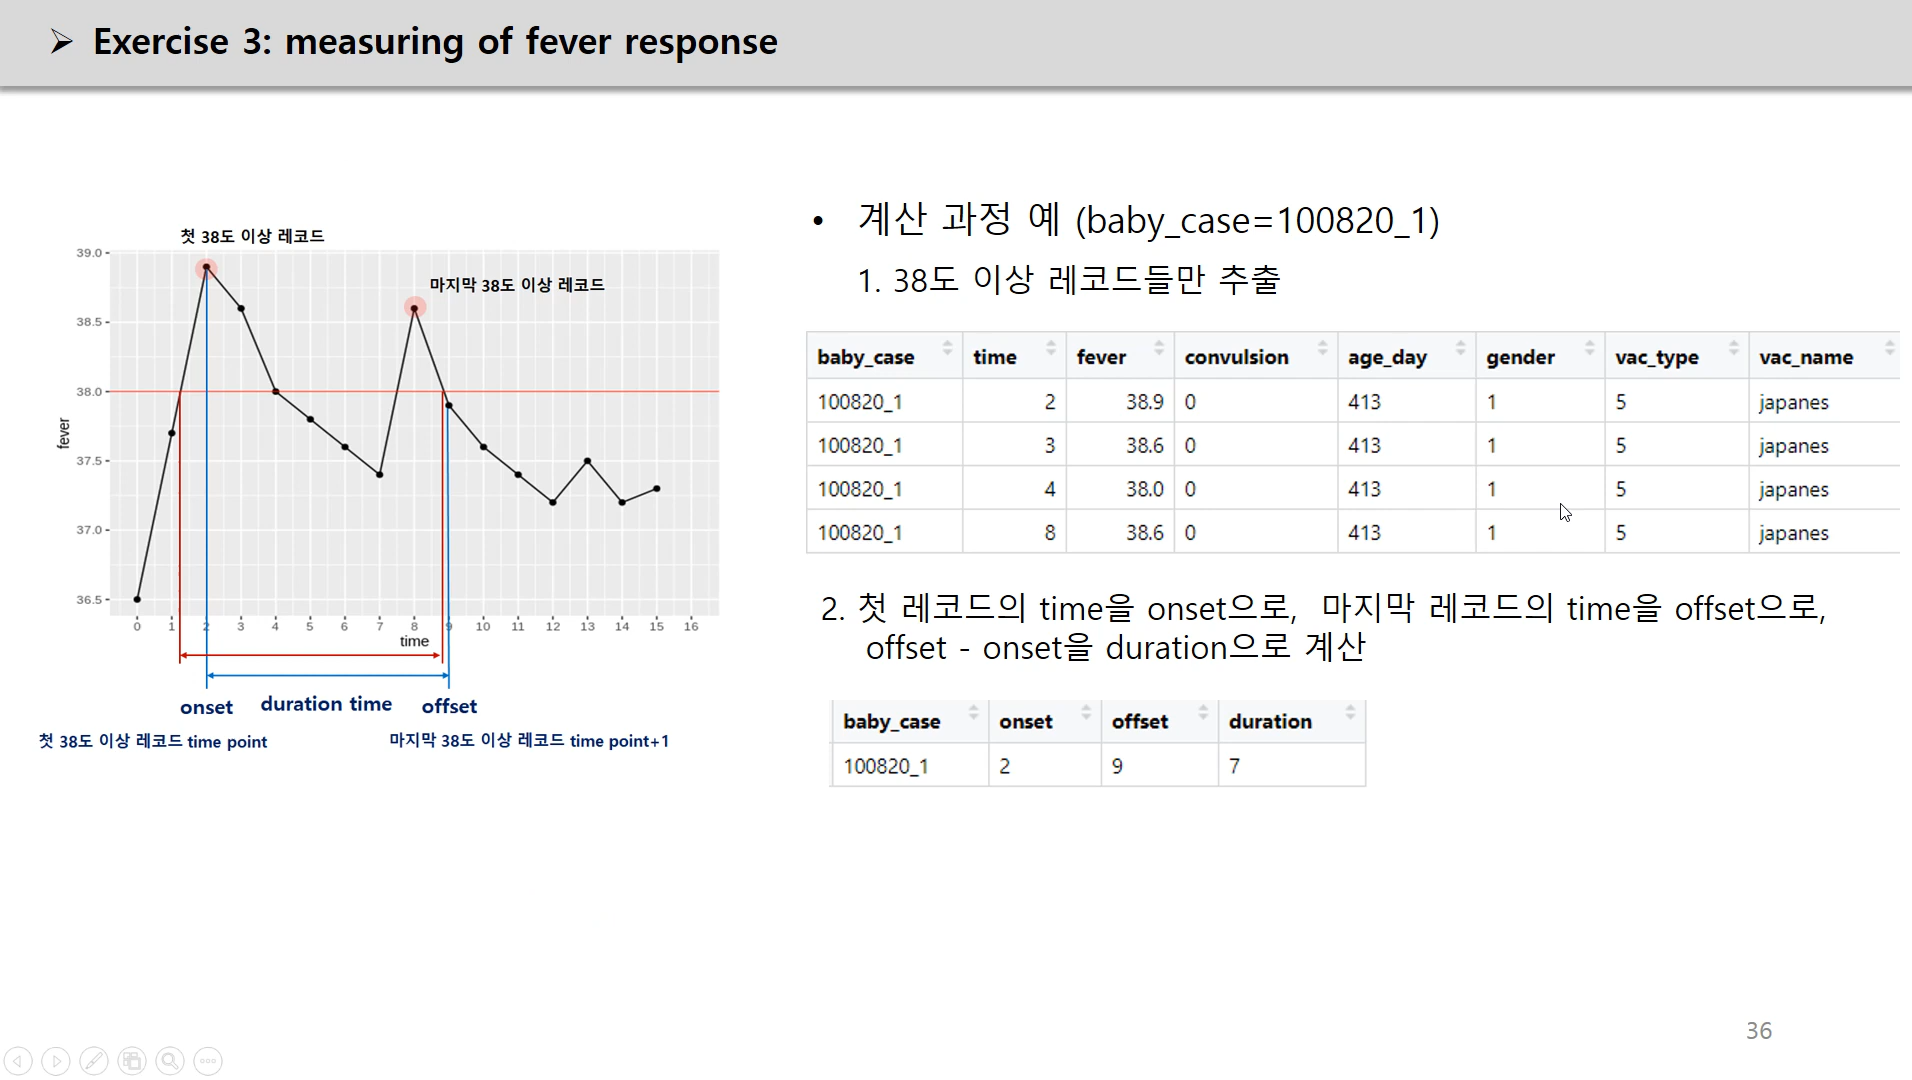 ➢ Exercise 3: measuring of fever response
첫 38도 이상 레코드
마지막 38도 이상 레코드
39.0
38.5
38.0
37.5
37.0
36.5
fever
0 1 2 3 4 5 6 7 8 9 10 11 12 13 14 15 16
time
onset duration time offset
첫 38도 이상 레코드 time point
마지막 38도 이상 레코드 time point+1
• 계산 과정 예 (baby_case=100820_1)
1. 38도 이상 레코드들만 추출
baby_case time fever convulsion age_day gender vac_type vac_name
100820_1 2 38.9 0 413 1 5 japanes
100820_1 3 38.6 0 413 1 5 japanes
100820_1 4 38.0 0 413 1 5 japanes
100820_1 8 38.6 0 413 1 5 japanes
2. 첫 레코드의 time을 onset으로, 마지막 레코드의 time을 offset으로,
offset - onset을 duration으로 계산
baby_case onset offset duration
100820_1 2 9 7
36